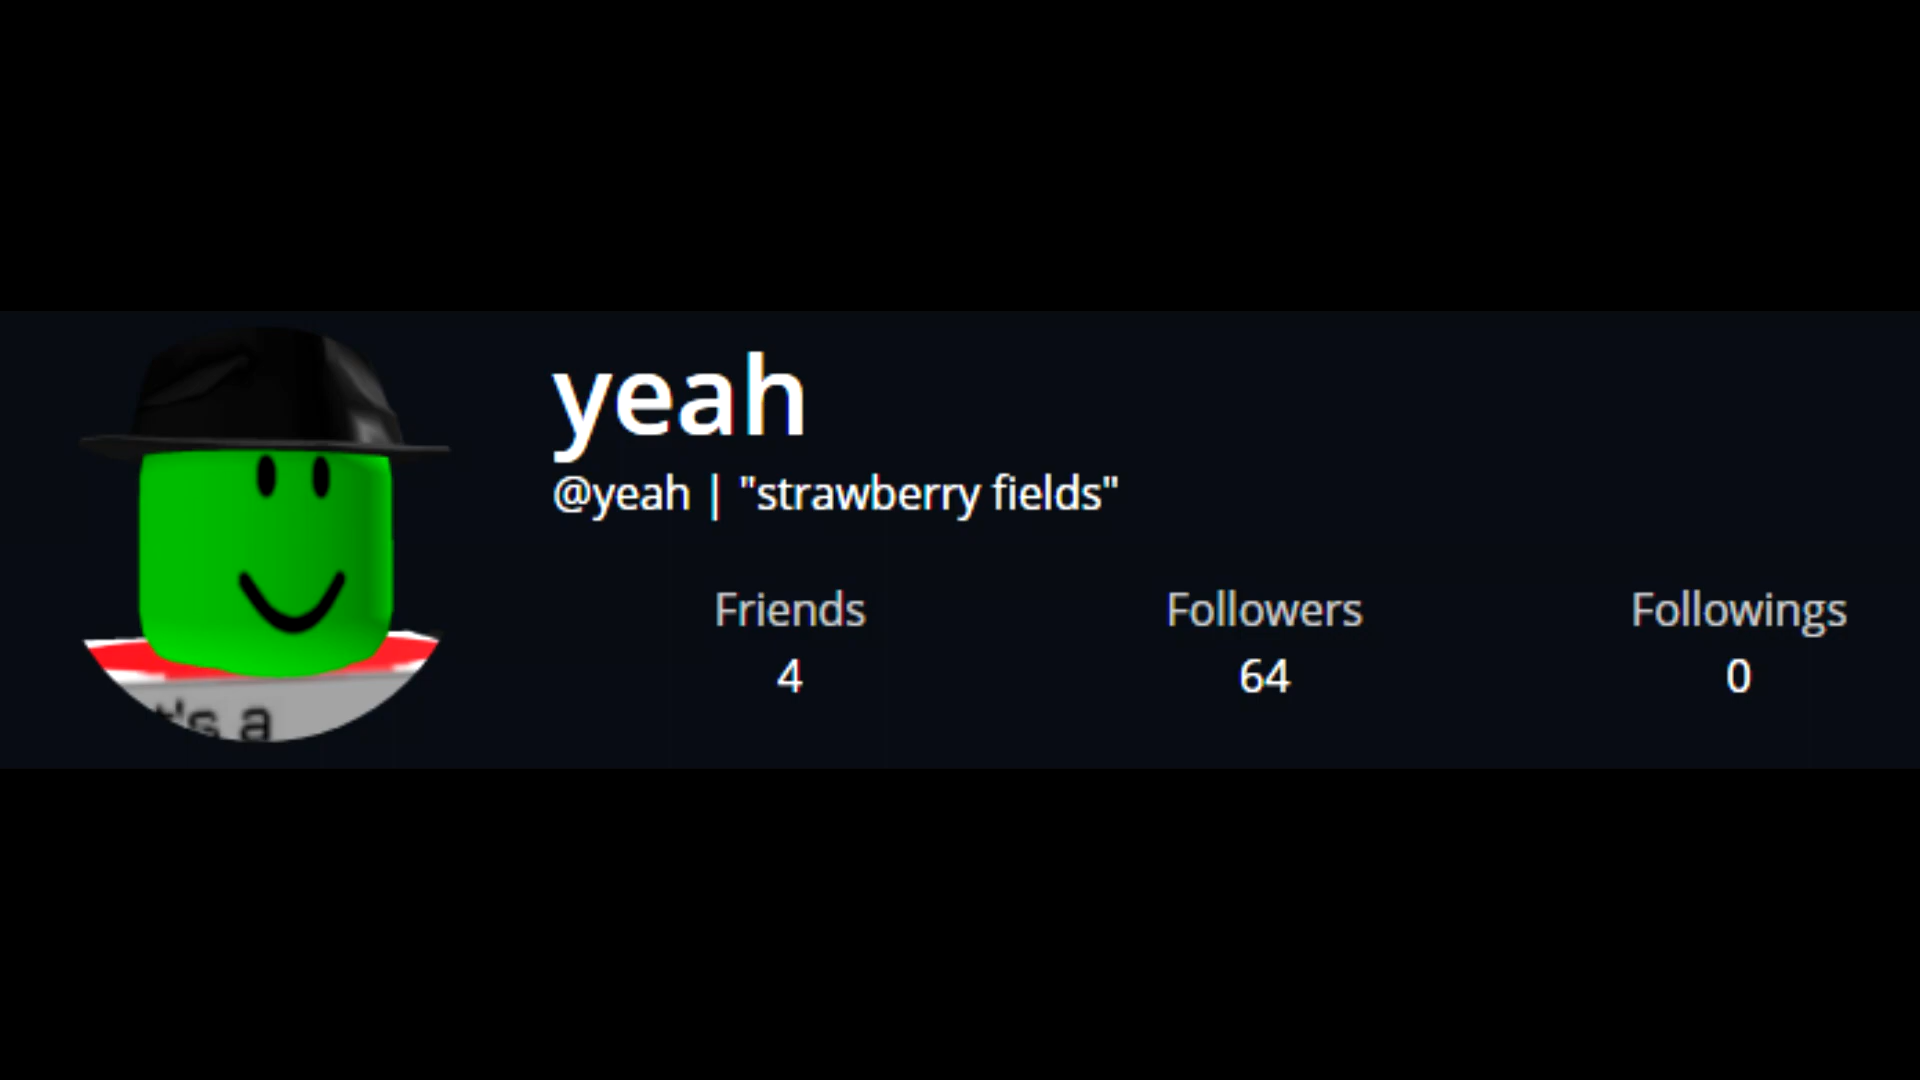 yeah
@yeah | "strawberry fields"
Friends Followers Followings
4 64 0
t's a